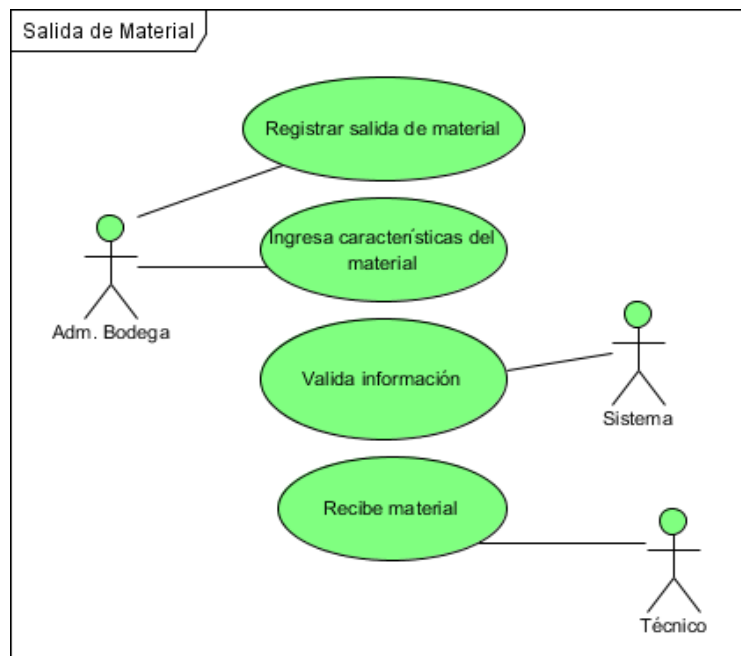 Salida de Material
Registrar salida de material
Ingresa características del
material
Adm. Bodega
Valida información
Sistema
Recibe material
Técnico